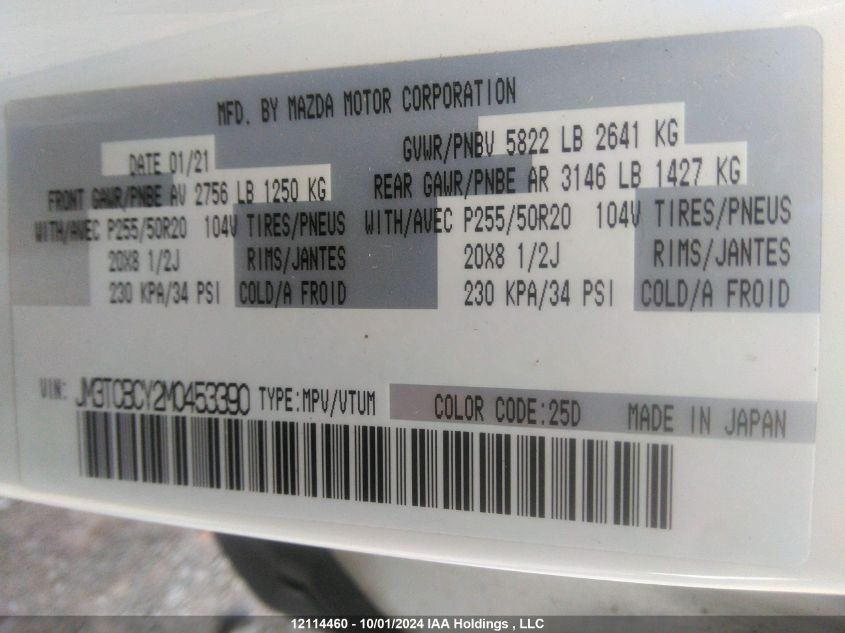 MFD. BY MAZDA MOTOR CORPORATION
DATE 01/21 GVWR/PNBV 5822 LB 2641 KG
FRONT GAWR/PNBE AV 2756 LB 1250 KG REAR GAWR/PNBE AR 3146 LB 1427 KG
WITH/AVEC P255/50R20 104V TIRES/PNEUS WITH/AVEC P255/50R20 104V TIRES/PNEUS
20X8 1/2J RIMS/JANTES 20X8 1/2J RIMS/JANTES
230 KPA/34 PSI COLD/A FROID 230 KPA/34 PSI COLD/A FROID
VIN: JM3TCBCY2M0453390 TYPE:MPV/VTUM COLOR CODE:25D MADE IN JAPAN
12114460 - 10/01/2024 IAA Holdings , LLC